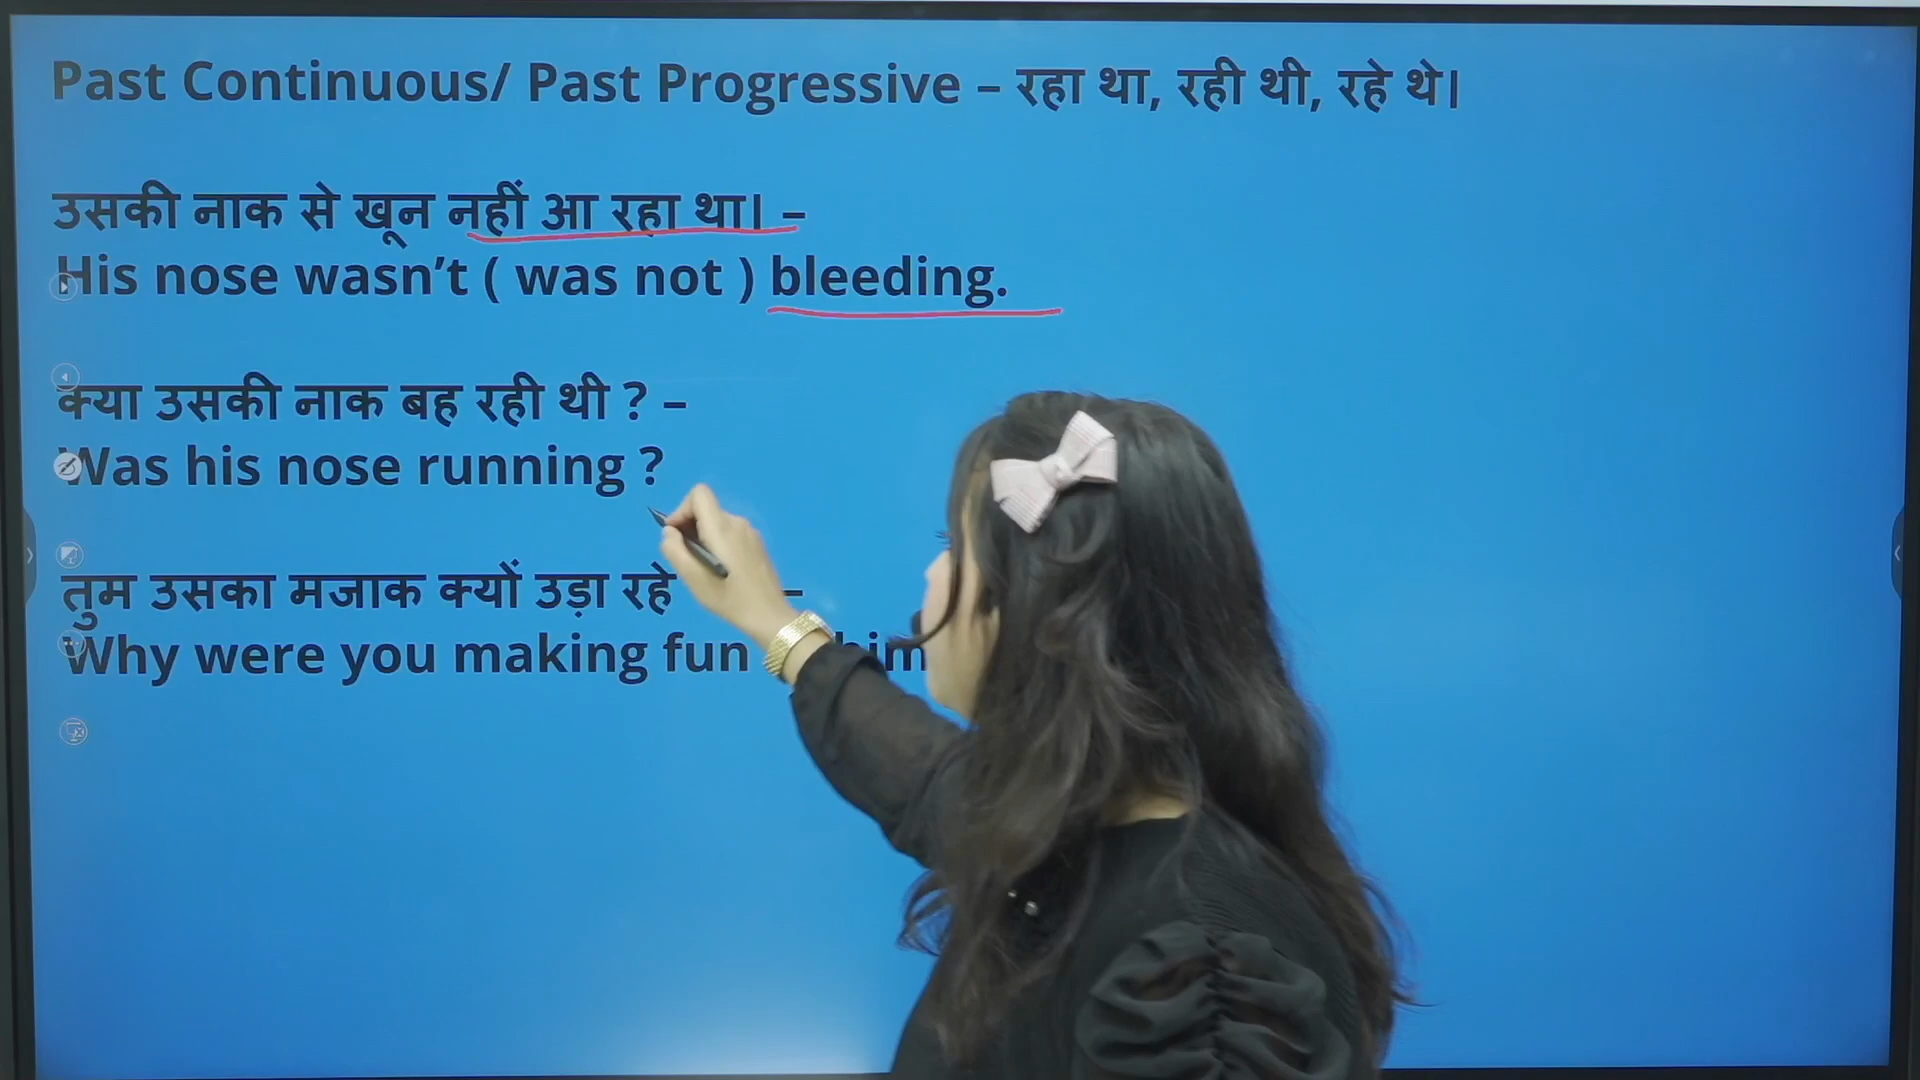 Past Continuous/ Past Progressive – रहा था, रही थी, रहे थे।
उसकी नाक से खून नहीं आ रहा था। –
His nose wasn’t ( was not ) bleeding.
क्या उसकी नाक बह रही थी ? –
Was his nose running ?
तुम उसका मजाक क्यों उड़ा रहे –
Why were you making fun him